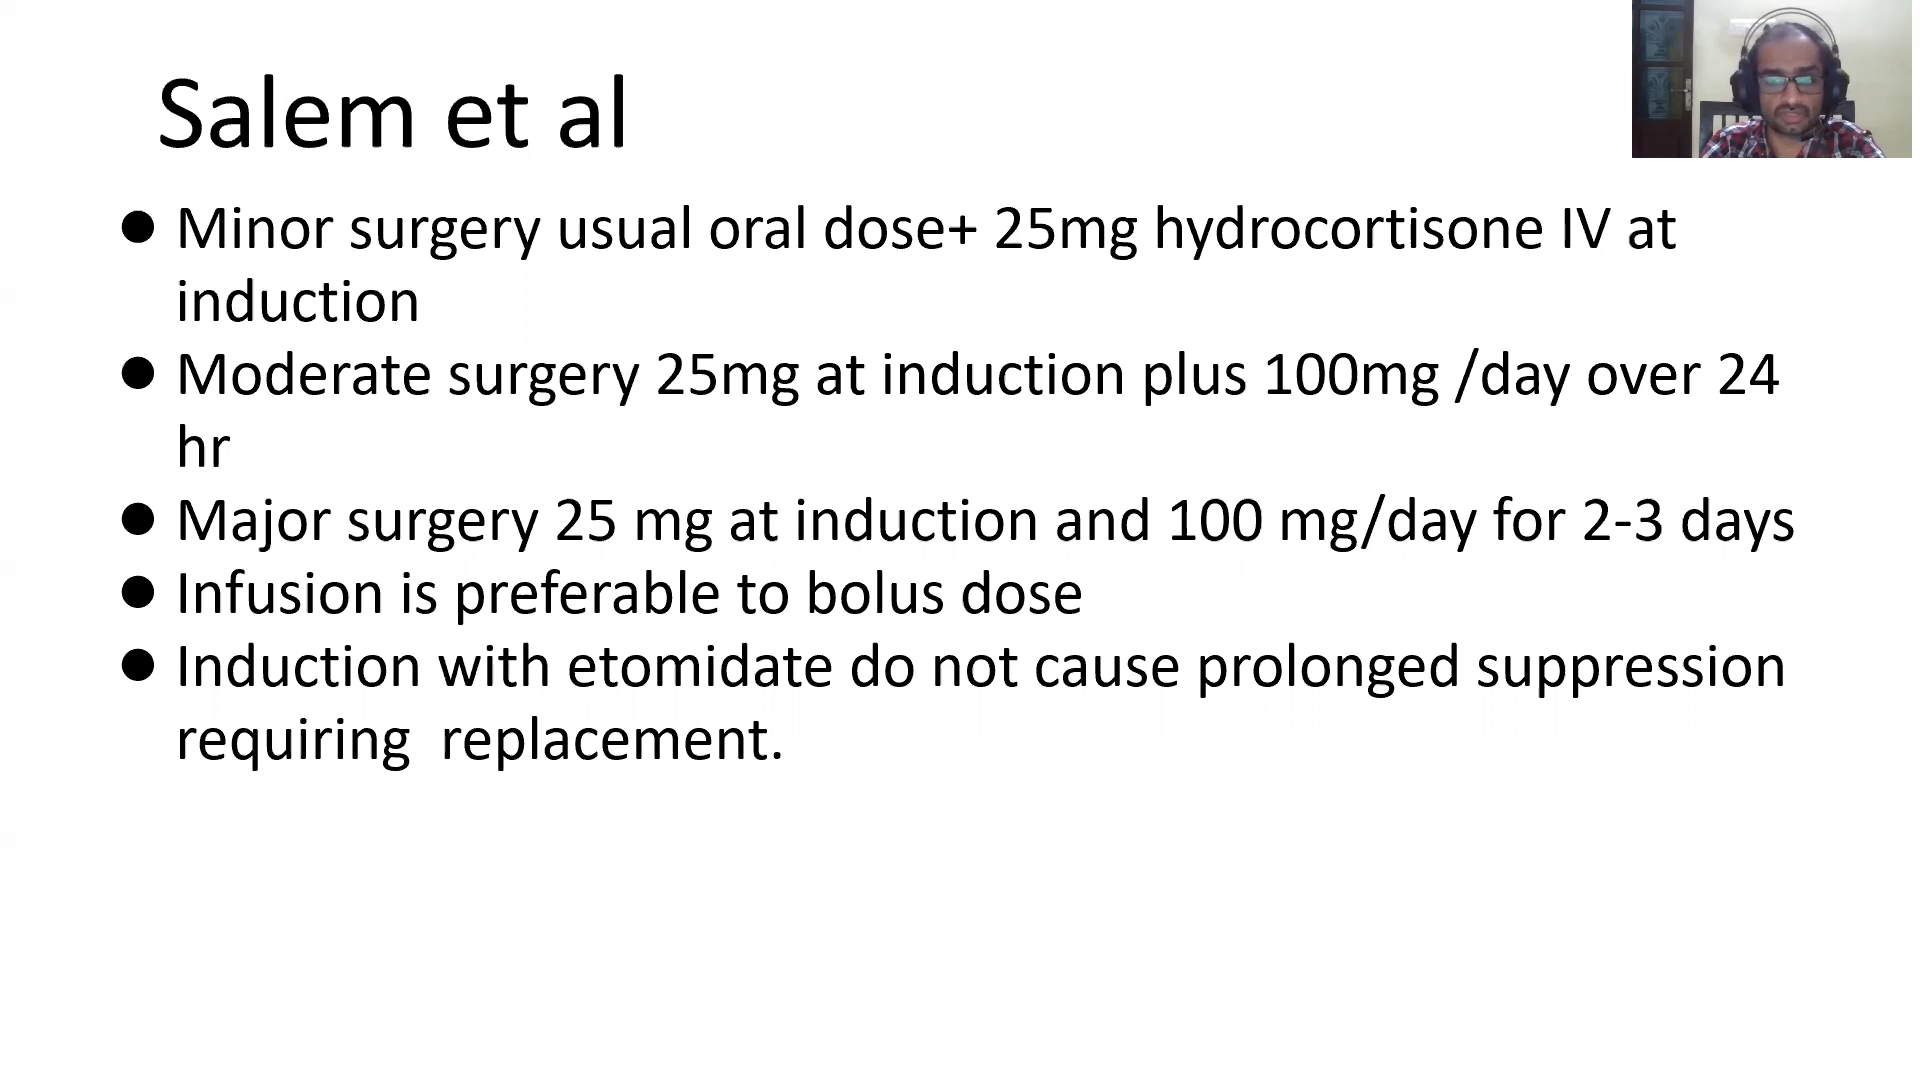 Salem et al
● Minor surgery usual oral dose+ 25mg hydrocortisone IV at
induction
● Moderate surgery 25mg at induction plus 100mg /day over 24
hr
● Major surgery 25 mg at induction and 100 mg/day for 2-3 days
● Infusion is preferable to bolus dose
● Induction with etomidate do not cause prolonged suppression
requiring  replacement.